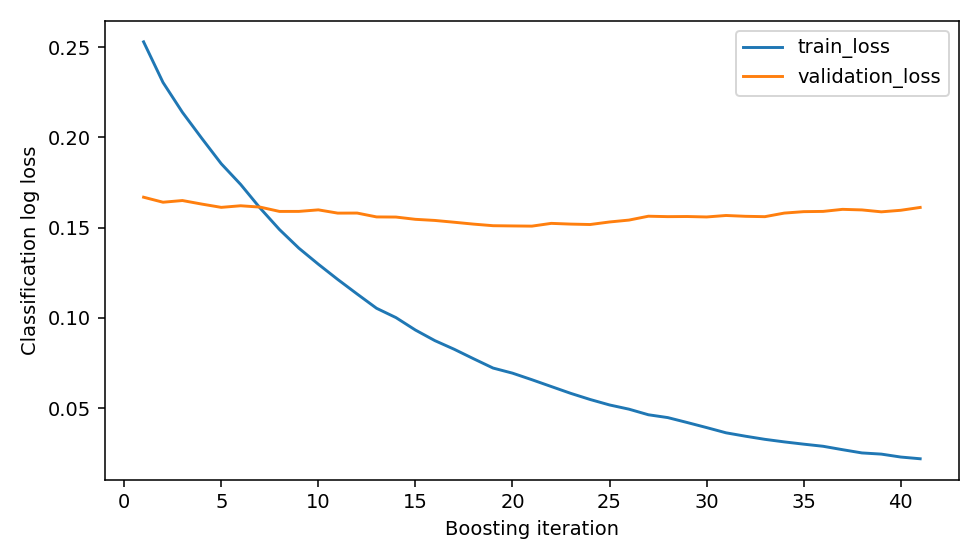 train_loss
validation_loss
0.25
0.20
0.15
0.10
0.05
Classification log loss
0 5 10 15 20 25 30 35 40
Boosting iteration